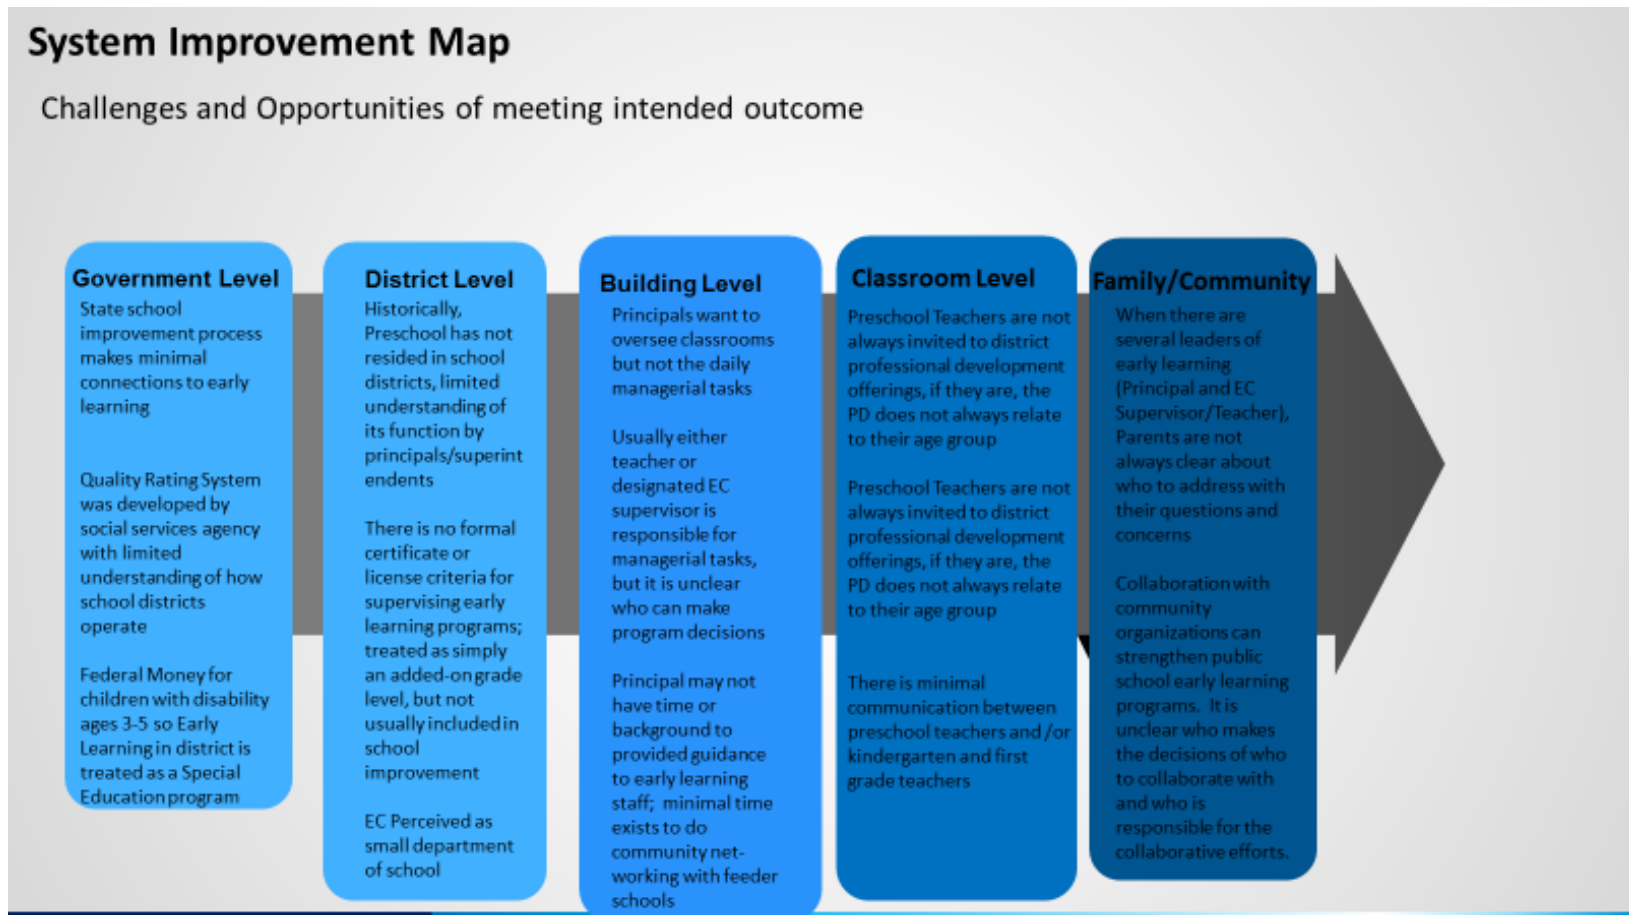 System Improvement Map
Challenges and Opportunities of meeting intended outcome
Government Level
State school
improvement process
makes minimal
connections to early
learning
Quality Rating System
was developed by
social services agency
with limited
understanding of how
school districts
operate
Federal Money for
children with disability
ages 3-5 so Early
Learning in district is
treated as a Special
Education program
District Level
Historically,
Preschool has not
resided in school
districts, limited
understanding of
its function by
principals/superint
endents
There is no formal
certificate or
license criteria for
supervising early
learning programs;
treated as simply
an added-on grade
level, but not
usually included in
school
improvement
EC Perceived as
small department
of school
Building Level
Principals want to
oversee classrooms
but not the daily
managerial tasks
Usually either
teacher or
designated EC
supervisor is
responsible for
managerial tasks,
but it is unclear
who can make
program decisions
Principal may not
have time or
background to
provided guidance
to early learning
staff; minimal time
exists to do
community net-
working with feeder
schools
Classroom Level
Preschool Teachers are not
always invited to district
professional development
offerings, if they are, the
PD does not always relate
to their age group
Preschool Teachers are not
always invited to district
professional development
offerings, if they are, the
PD does not always relate
to their age group
There is minimal
communication between
preschool teachers and /or
kindergarten and first
grade teachers
Family/Community
When there are
several leaders of
early learning
(Principal and EC
Supervisor/Teacher),
Parents are not
always clear about
who to address with
their questions and
concerns
Collaboration with
community
organizations can
strengthen public
school early learning
programs. It is
unclear who makes
the decisions of who
to collaborate with
and who is
responsible for the
collaborative efforts.